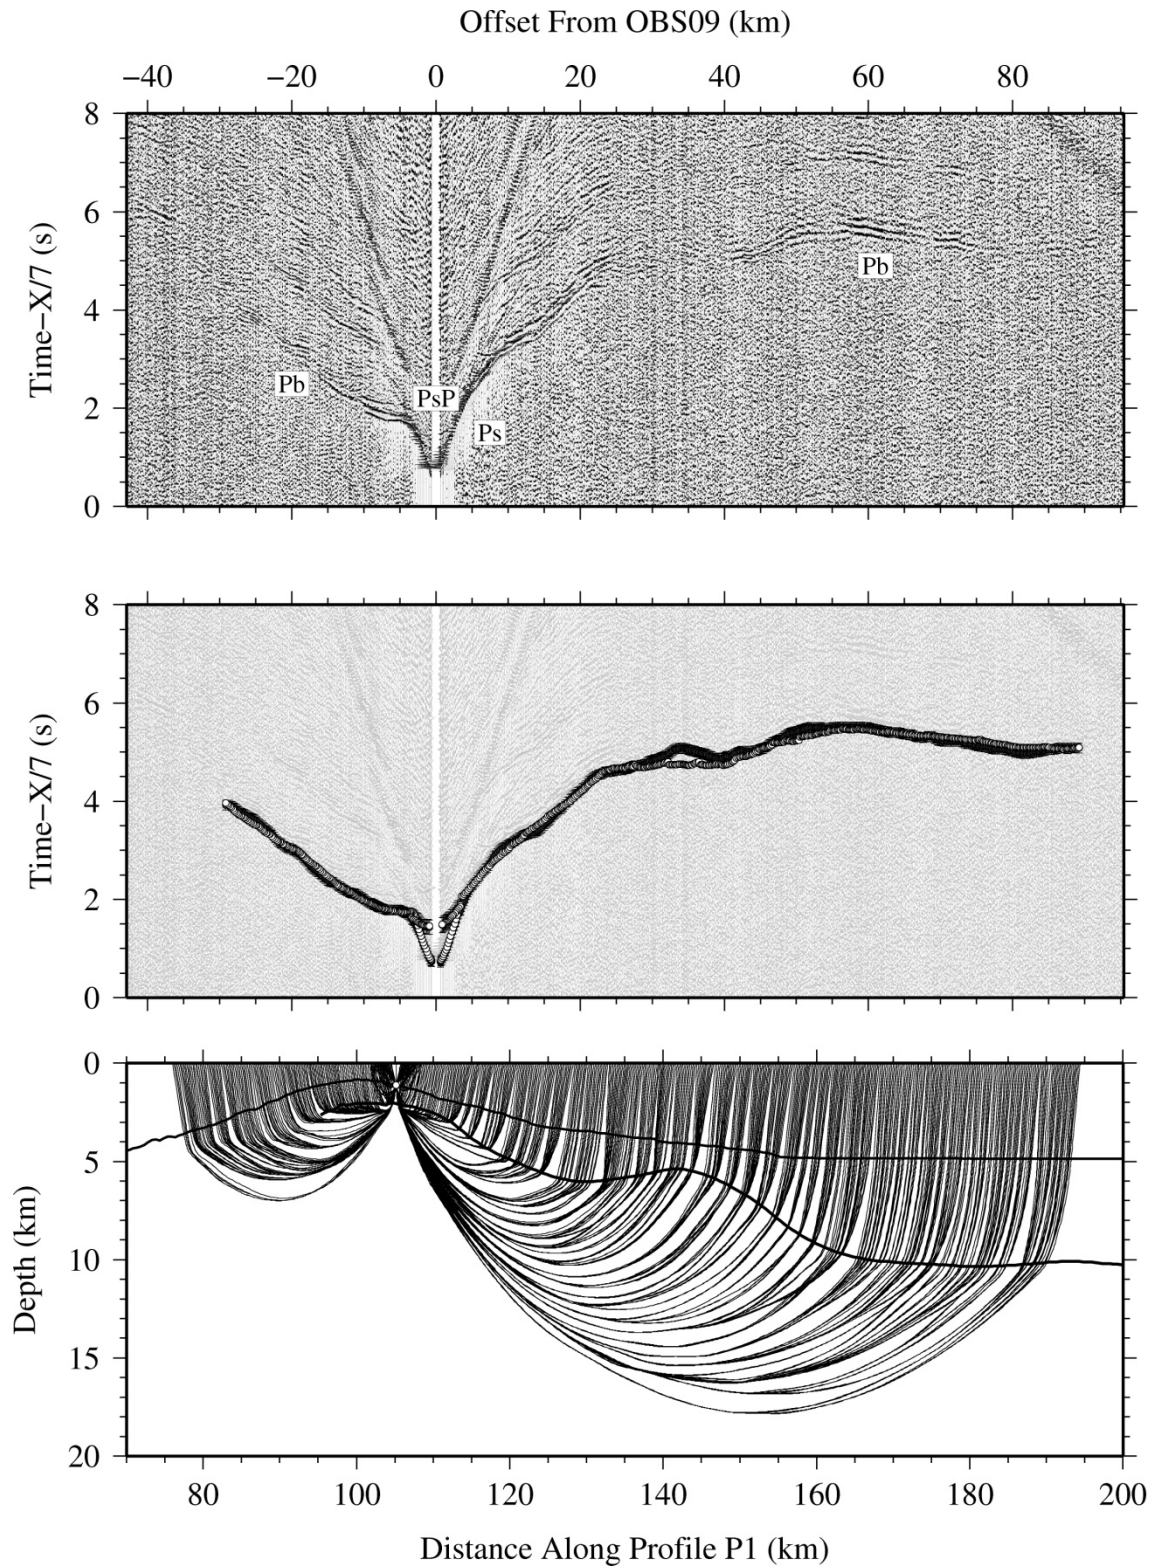 Offset From OBS09 (km)
−40 −20 0 20 40 60 80
8
6
4
2
0
Time−X/7 (s)
Pb
PsP
Ps
Pb
8
6
4
2
0
Time−X/7 (s)
0
5
10
15
20
Depth (km)
80 100 120 140 160 180 200
Distance Along Profile P1 (km)